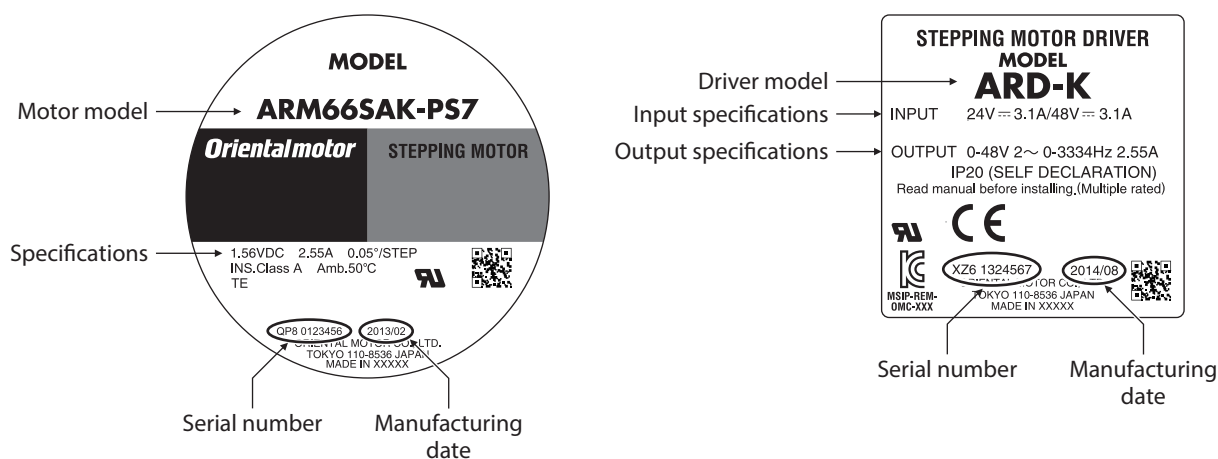 MODEL
Motor model
ARM66SAK-PS7
Orientalmotor
STEPPING MOTOR
Specifications
1.56VDC 2.55A 0.05°/STEP
INS.Class A Amb.50℃
TE
QP8 0123456 2013/02
TOKYO 110-8536 JAPAN
MADE IN XXXXX
Serial number
Manufacturing
date
STEPPING MOTOR DRIVER
MODEL
Driver model
ARD-K
Input specifications
INPUT 24V⎓3.1A/48V⎓ 3.1A
Output specifications
OUTPUT 0-48V 2～ 0-3334Hz 2.55A
IP20 (SELF DECLARATION)
Read manual before installing.(Multiple rated)
CE
MSIP-REM-
OMC-XXX
XZ6 1324567 2014/08
TOKYO 110-8536 JAPAN
MADE IN XXXXX
Serial number
Manufacturing
date